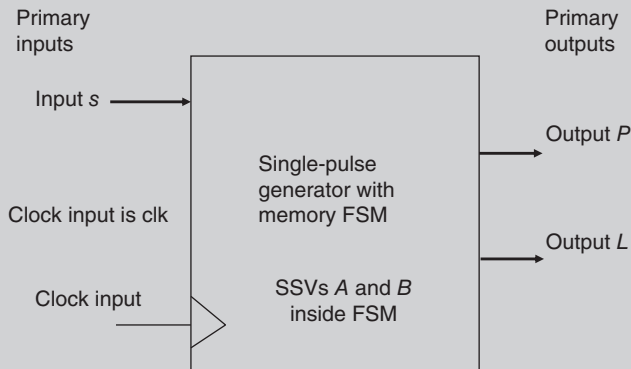 Primary
inputs
Primary
outputs
Input s
Output P
Single-pulse
generator with
memory FSM
Clock input is clk
Output L
Clock input
SSVs A and B
inside FSM